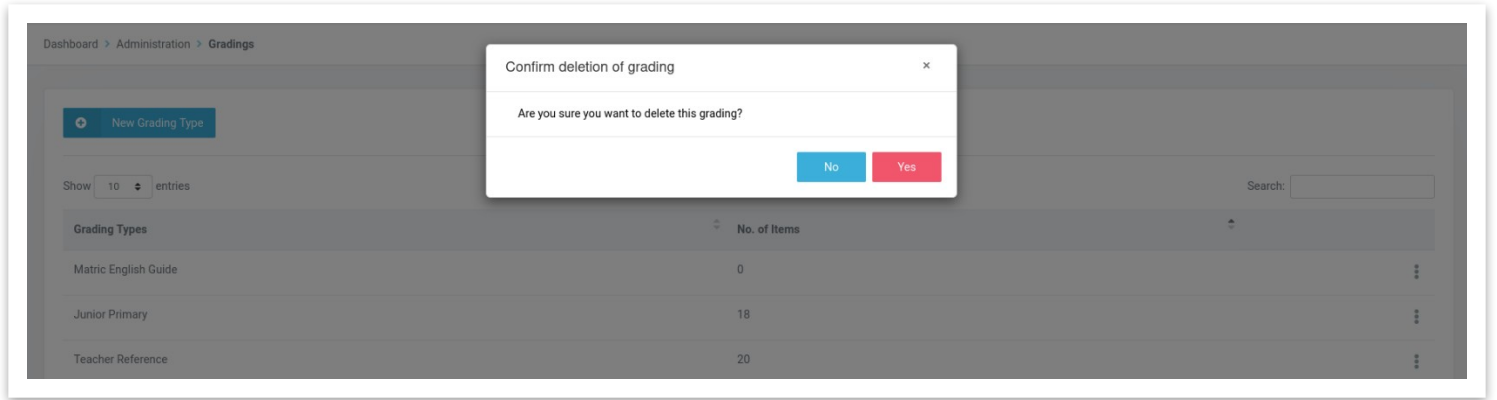 Dashboard > Administration > Gradings
Confirm deletion of grading ×
Are you sure you want to delete this grading?
No Yes
New Grading Type
Show 10 entries
Search:
Grading Types No. of Items
Matric English Guide 0
Junior Primary 18
Teacher Reference 20